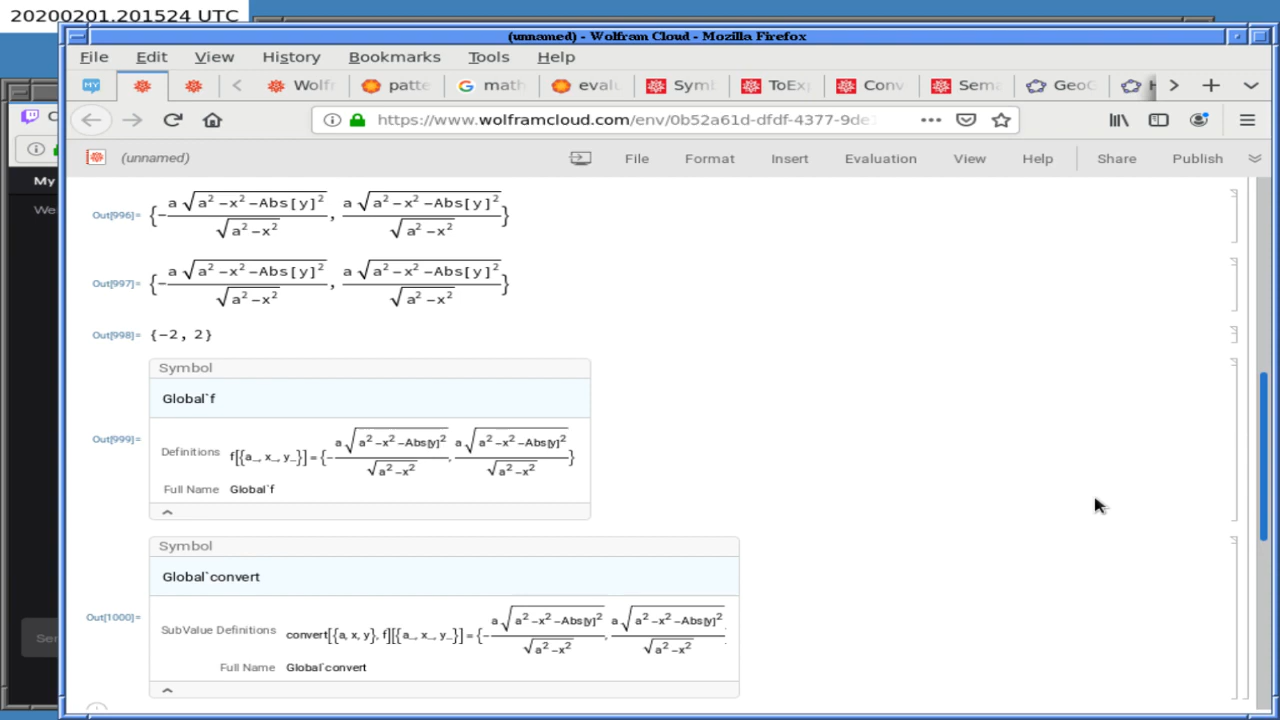 20200201.201524 UTC
(unnamed) - Wolfram Cloud - Mozilla Firefox
File Edit View History Bookmarks Tools Help
MY Wolfr patte math evalu Symb ToExp Conv Sema GeoG
https://www.wolframcloud.com/env/0b52a61d-dfdf-4377-9de
My
(unnamed) File Format Insert Evaluation View Help Share Publish
Out[996]= {-a √(a² -x² -Abs[y]²) / √(a² -x²), a √(a² -x² -Abs[y]²) / √(a² -x²)}
Out[997]= {-a √(a² -x² -Abs[y]²) / √(a² -x²), a √(a² -x² -Abs[y]²) / √(a² -x²)}
Out[998]= {-2, 2}
Symbol
Global`f
Out[999]=
Definitions f[{a_, x_, y_}] = {-a √(a² -x² -Abs[y]²) / √(a² -x²), a √(a² -x² -Abs[y]²) / √(a² -x²)}
Full Name Global`f
Symbol
Global`convert
Out[1000]=
SubValue Definitions convert[{a, x, y}, f][{a_, x_, y_}] = {-a √(a² -x² -Abs[y]²) / √(a² -x²), a √(a² -x² -Abs[y]²) / √(a² -x²)
Full Name Global`convert